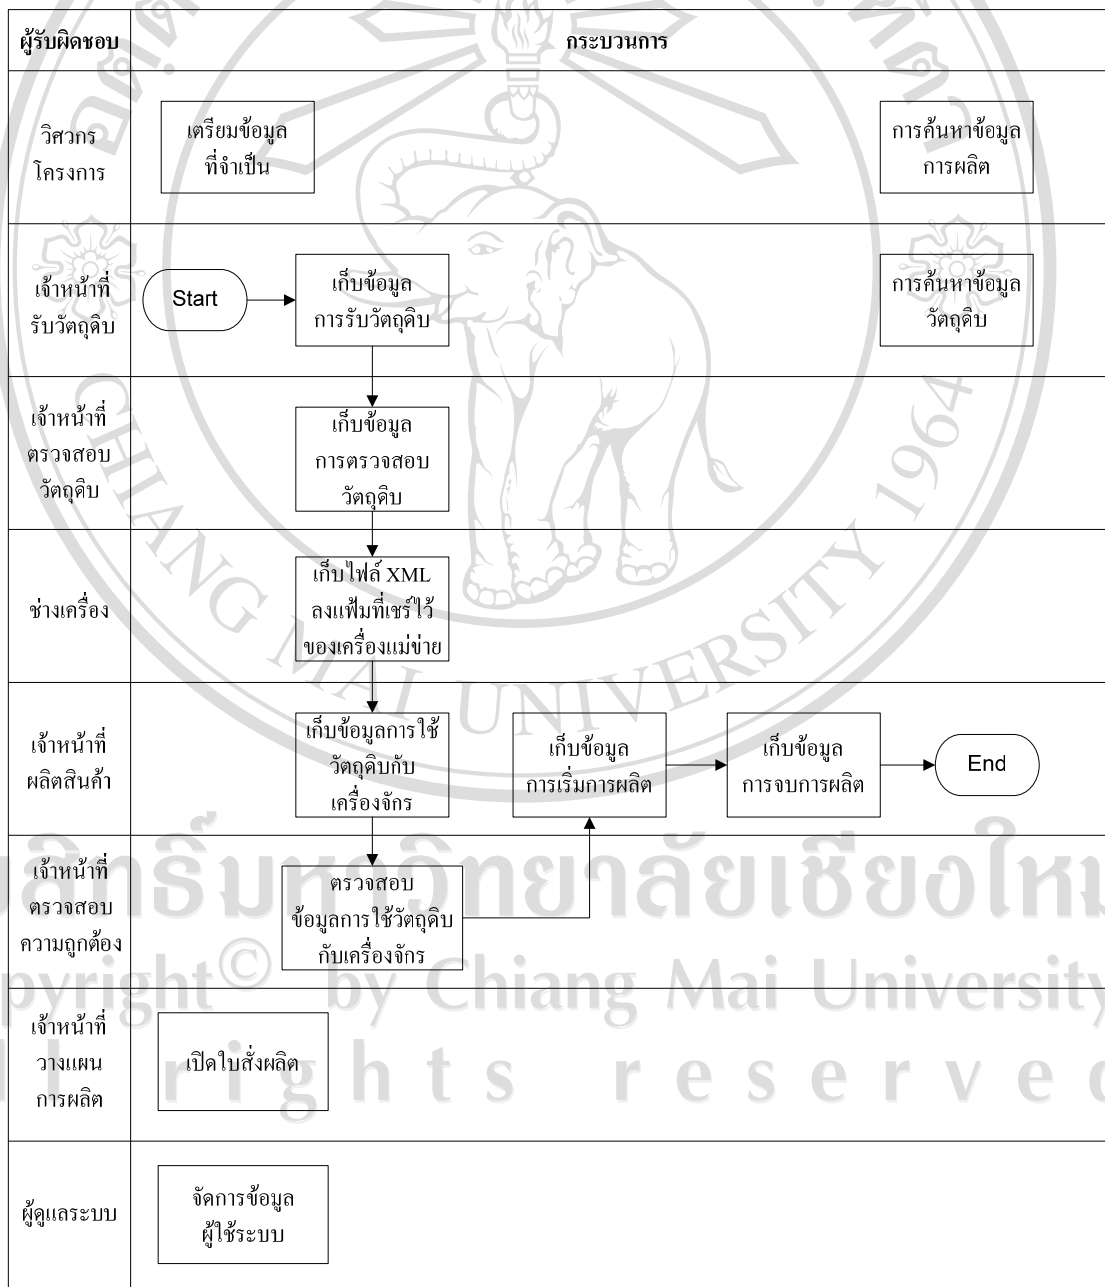 ผู้รับผิดชอบ
กระบวนการ
วิศวกร
โครงการ
เตรียมข้อมูล
ที่จำเป็น
การค้นหาข้อมูล
การผลิต
เจ้าหน้าที่
รับวัตถุดิบ
Start
เก็บข้อมูล
การรับวัตถุดิบ
การค้นหาข้อมูล
วัตถุดิบ
เจ้าหน้าที่
ตรวจสอบ
วัตถุดิบ
เก็บข้อมูล
การตรวจสอบ
วัตถุดิบ
ช่างเครื่อง
เก็บไฟล์ XML
ลงแฟ้มที่เชร์ไว้
ของเครื่องแม่ข่าย
เจ้าหน้าที่
ผลิตสินค้า
เก็บข้อมูลการใช้
วัตถุดิบกับ
เครื่องจักร
เก็บข้อมูล
การเริ่มการผลิต
เก็บข้อมูล
การจบการผลิต
End
เจ้าหน้าที่
ตรวจสอบ
ความถูกต้อง
ตรวจสอบ
ข้อมูลการใช้วัตถุดิบ
กับเครื่องจักร
เจ้าหน้าที่
วางแผน
การผลิต
เปิดใบสั่งผลิต
ผู้ดูแลระบบ
จัดการข้อมูล
ผู้ใช้ระบบ
CHIANG MAI UNIVERSITY 1964
มหาวิทยาลัยเชียงใหม่
by Chiang Mai University
rights reserved